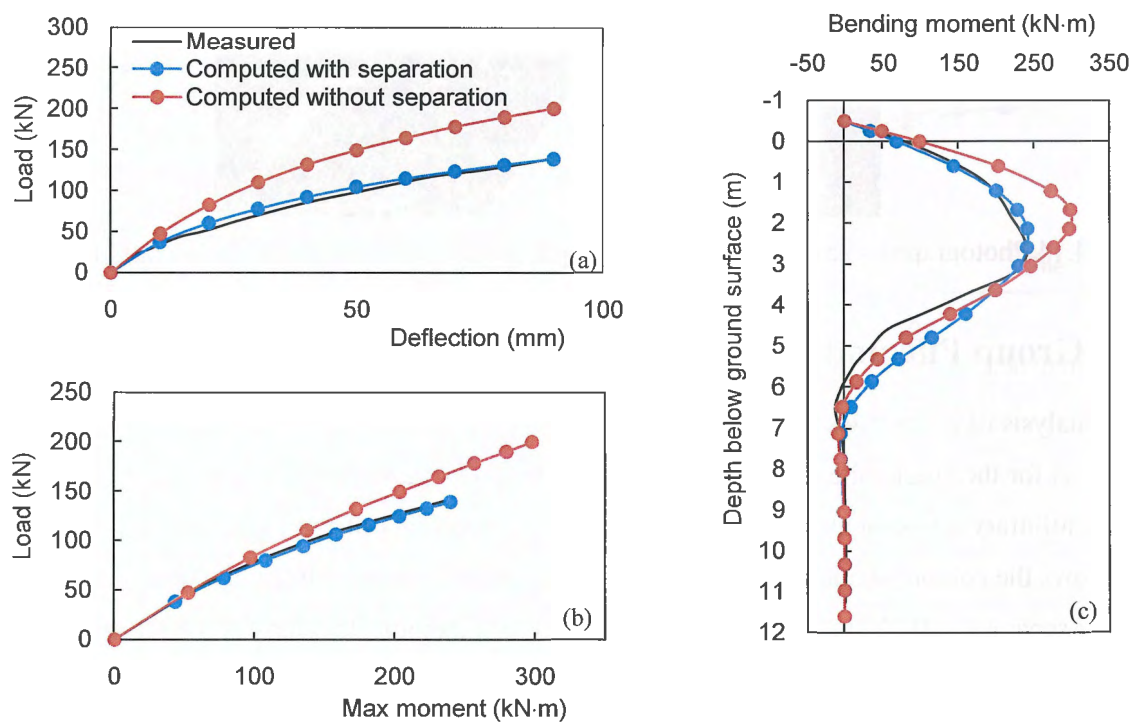 300
250
200
150
100
50
0
Load (kN)
Measured
Computed with separation
Computed without separation
(a)
0 50 100
Deflection (mm)
250
200
150
100
50
0
Load (kN)
(b)
0 100 200 300
Max moment (kN·m)
Bending moment (kN·m)
-50 50 150 250 350
-1
0
1
2
3
4
5
6
7
8
9
10
11
12
Depth below ground surface (m)
(c)